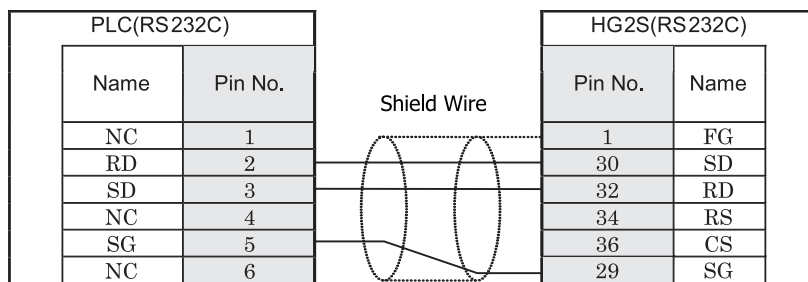 PLC(RS232C) HG2S(RS232C)
Name Pin No. Shield Wire Pin No. Name
NC 1 1 FG
RD 2 30 SD
SD 3 32 RD
NC 4 34 RS
SG 5 36 CS
NC 6 29 SG